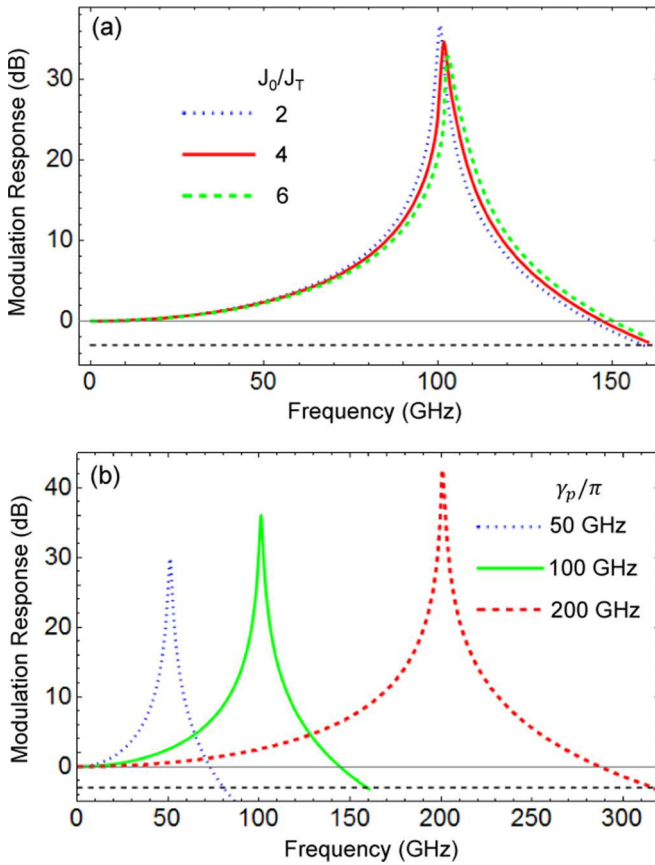 (a)
J₀/J_T
2
4
6
Modulation Response (dB)
30
20
10
0
0 50 100 150
Frequency (GHz)
(b)
γₚ/π
50 GHz
100 GHz
200 GHz
Modulation Response (dB)
40
30
20
10
0
0 50 100 150 200 250 300
Frequency (GHz)